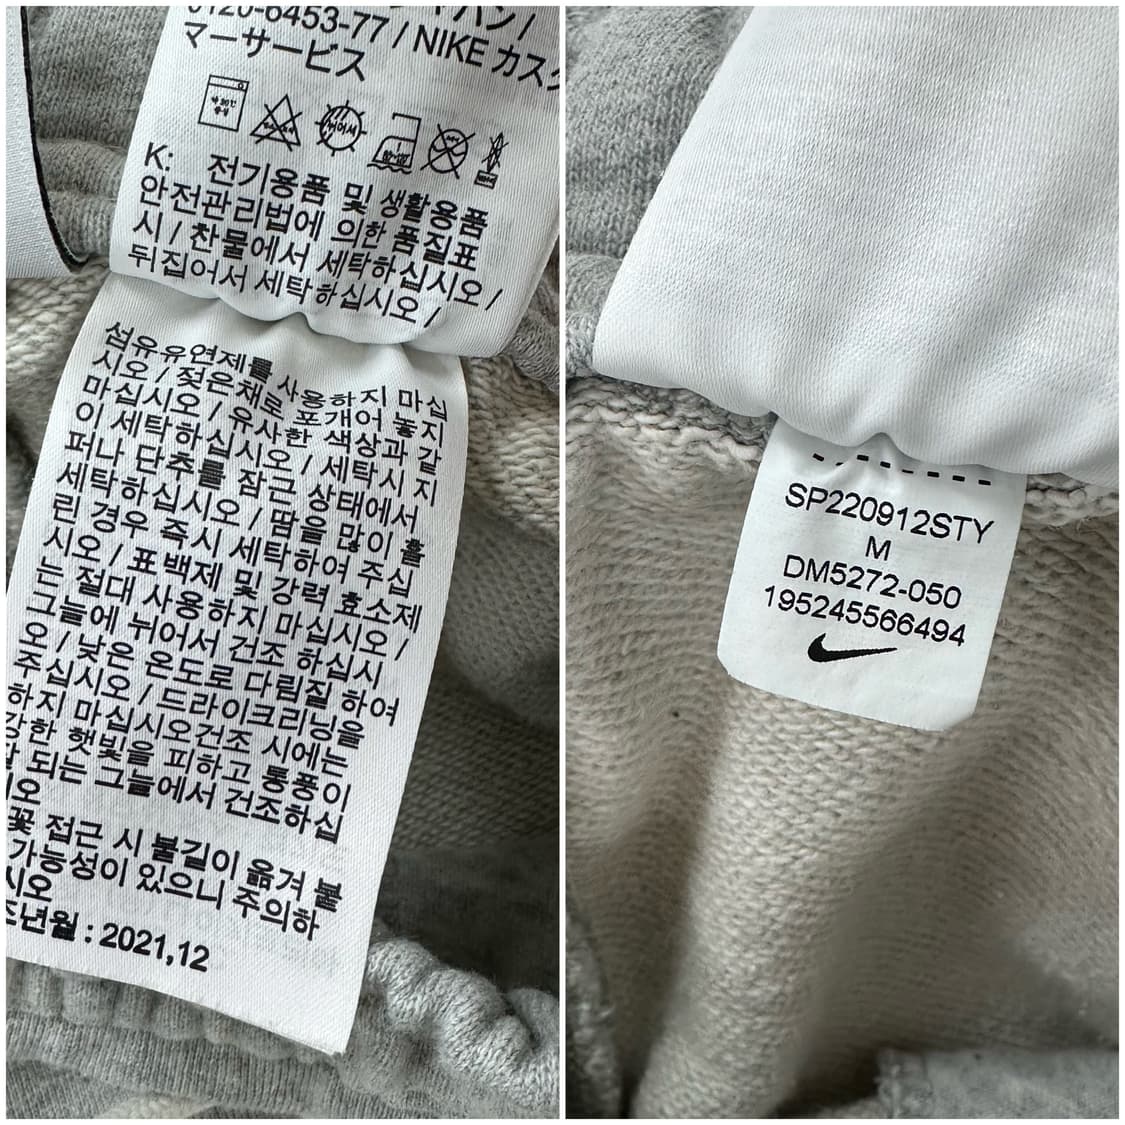 0120-6453-77 / NIKE カスタ
マーサービス
K: 전기용품 및 생활용품
안전관리법에 의한 품질표
시 / 찬물에서 세탁하십시오 /
뒤집어서 세탁하십시오 /
섬유유연제를 사용하지 마십
시오 / 젖은채로 포개어 놓지
마십시오 / 유사한 색상과 같
이 세탁하십시오 / 세탁시 지
퍼나 단추를 잠근 상태에서
세탁하십시오 / 땀을 많이 흘
린 경우 즉시 세탁하여 주십
시오 / 표백제 및 강력 효소제
는 절대 사용하지 마십시오 /
그늘에 뉘어서 건조 하십시
오 / 낮은 온도로 다림질 하여
주십시오 / 드라이크리닝을
하지 마십시오건조 시에는
강한 햇빛을 피하고 통풍이
잘 되는 그늘에서 건조하십
시오
불꽃 접근 시 불길이 옮겨 붙
을 가능성이 있으니 주의하
십시오
제조년월 : 2021,12
SP220912STY
M
DM5272-050
195245566494